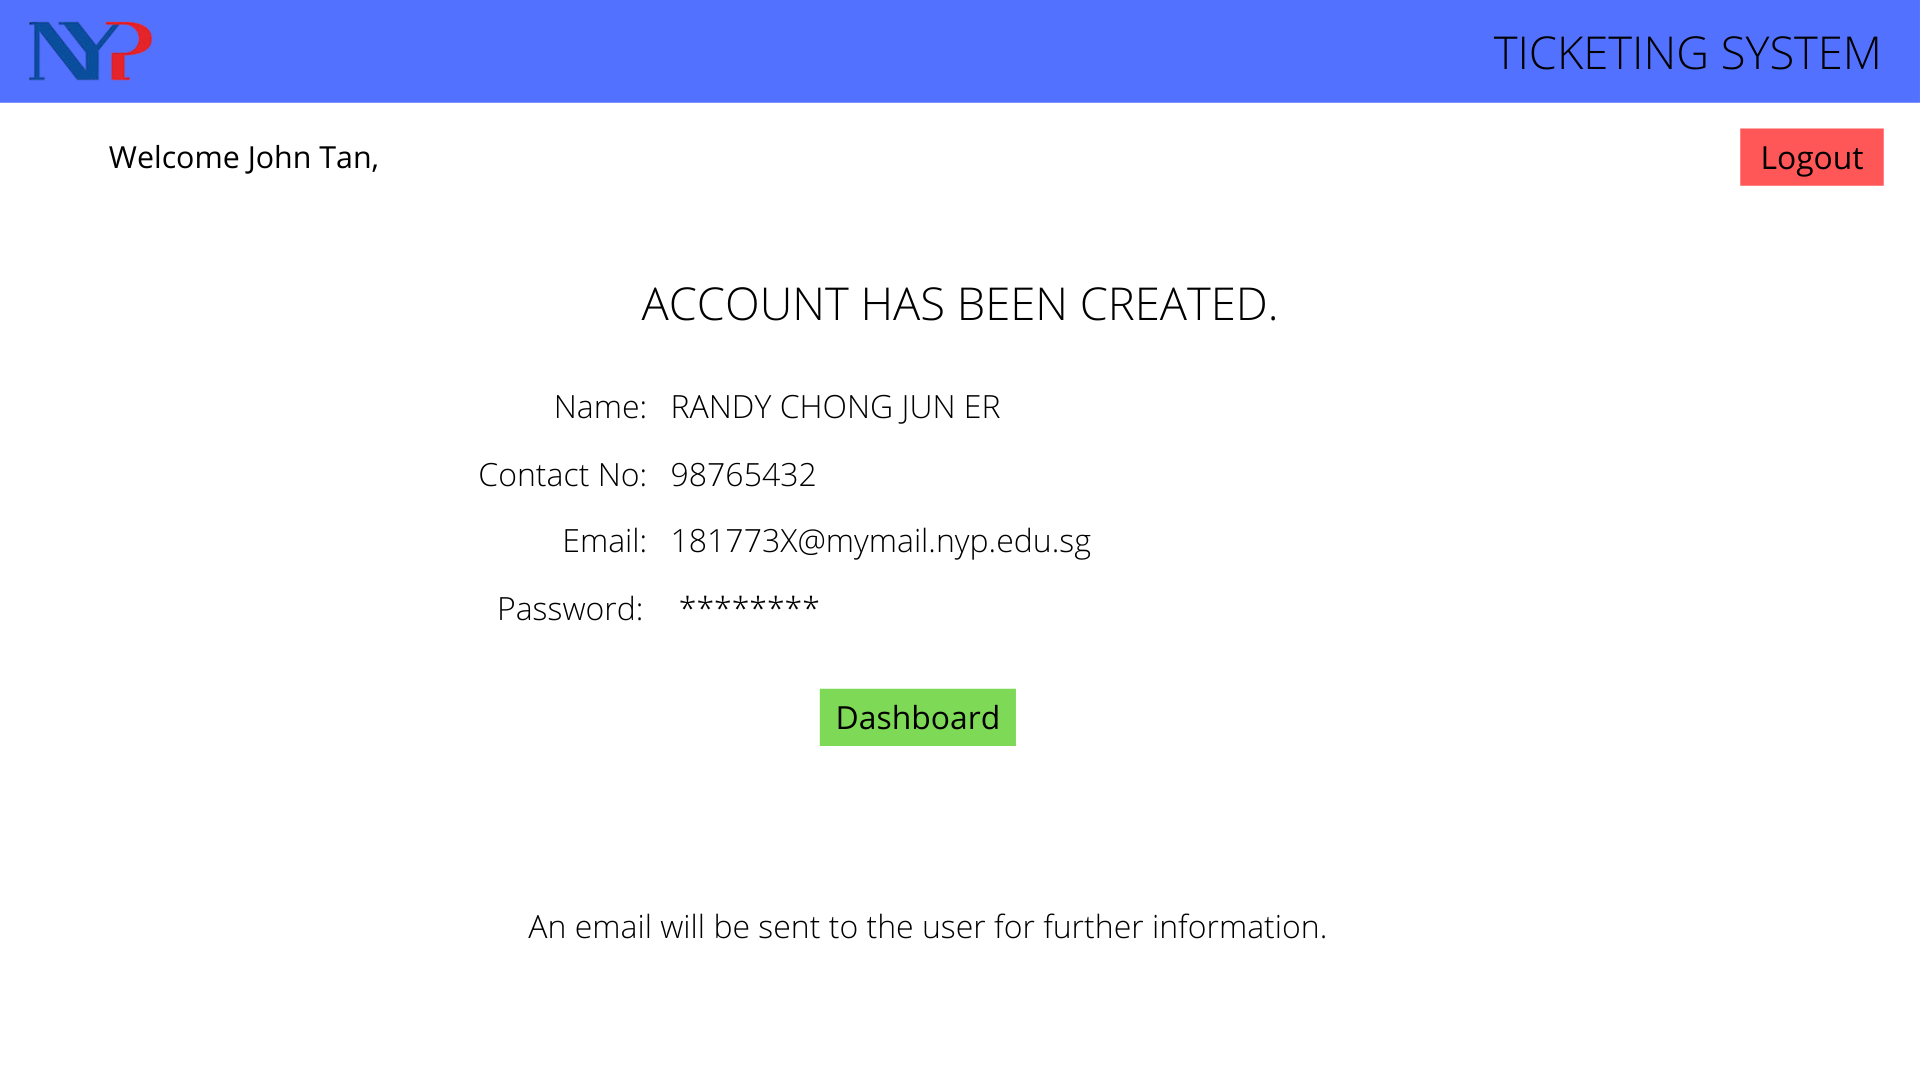 NYP
TICKETING SYSTEM
Welcome John Tan,
Logout
ACCOUNT HAS BEEN CREATED.
Name: RANDY CHONG JUN ER
Contact No: 98765432
Email: 181773X@mymail.nyp.edu.sg
Password: ********
Dashboard
An email will be sent to the user for further information.